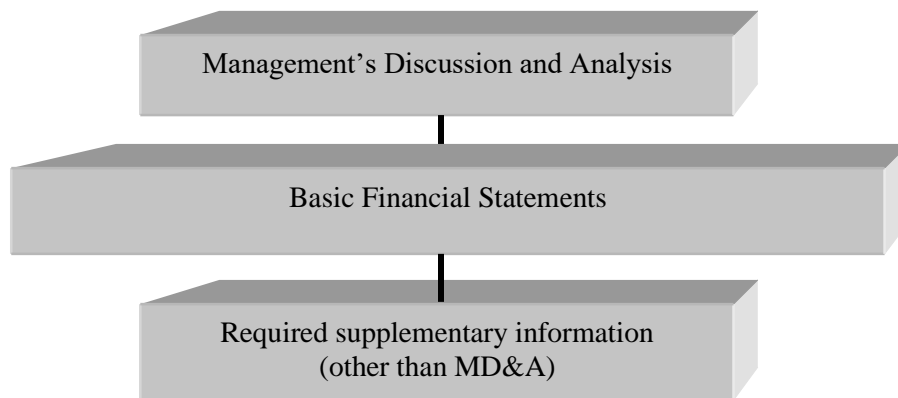 Management’s Discussion and Analysis
Basic Financial Statements
Required supplementary information
(other than MD&A)